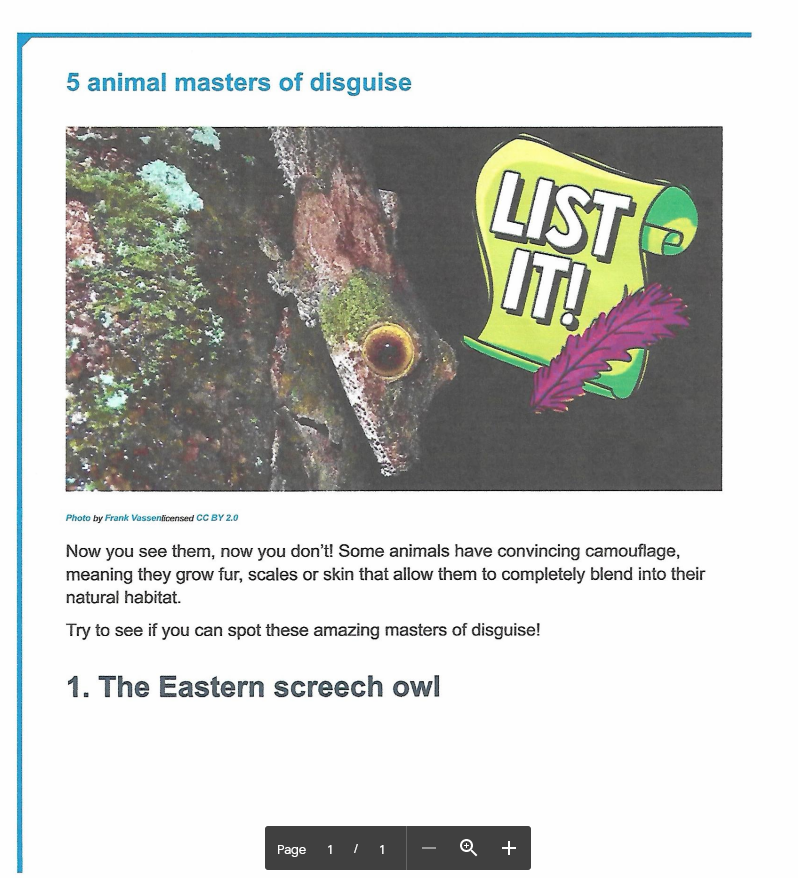 5 animal masters of disguise
LIST
IT!
Photo by Frank Vassenlicensed CC BY 2.0
Now you see them, now you don't! Some animals have convincing camouflage,
meaning they grow fur, scales or skin that allow them to completely blend into their
natural habitat.
Try to see if you can spot these amazing masters of disguise!
1. The Eastern screech owl
Page 1 / 1